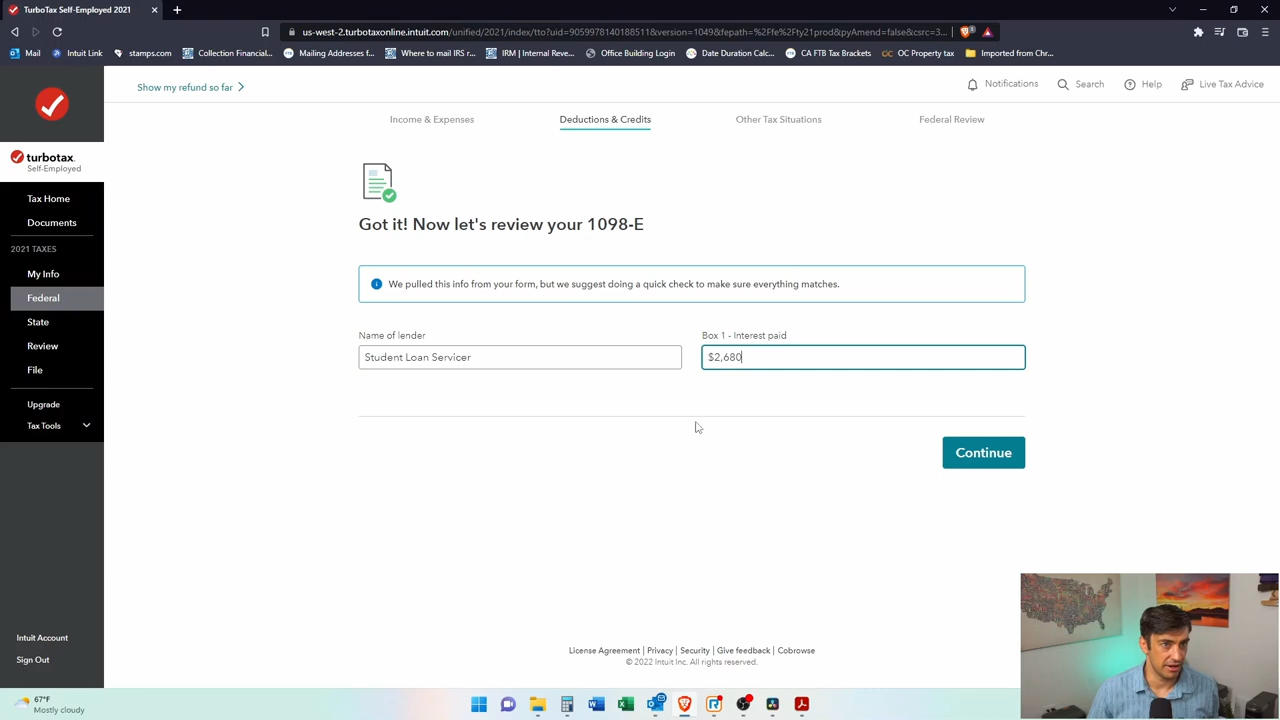 TurboTax Self-Employed 2021
us-west-2.turbotaxonline.intuit.com/unified/2021/index/tto?uid=9059978140188511&version=1049&fepath=%2Ffe%2Fty21prod&pyAmend=false&csrc=3...
Mail
Intuit Link
stamps.com
Collection Financial...
Mailing Addresses f...
Where to mail IRS r...
IRM | Internal Reve...
Office Building Login
Date Duration Calc...
CA FTB Tax Brackets
OC Property tax
Imported from Chr...
Show my refund so far
Notifications
Search
Help
Live Tax Advice
Income & Expenses
Deductions & Credits
Other Tax Situations
Federal Review
turbotax
Self-Employed
Tax Home
Documents
2021 TAXES
My Info
Federal
State
Review
File
Upgrade
Tax Tools
Intuit Account
Sign Out
Got it! Now let's review your 1098-E
We pulled this info from your form, but we suggest doing a quick check to make sure everything matches.
Name of lender
Box 1 - Interest paid
Student Loan Servicer
$2,680
Continue
License Agreement | Privacy | Security | Give feedback | Cobrowse
© 2022 Intuit Inc. All rights reserved.
67°F
Mostly cloudy